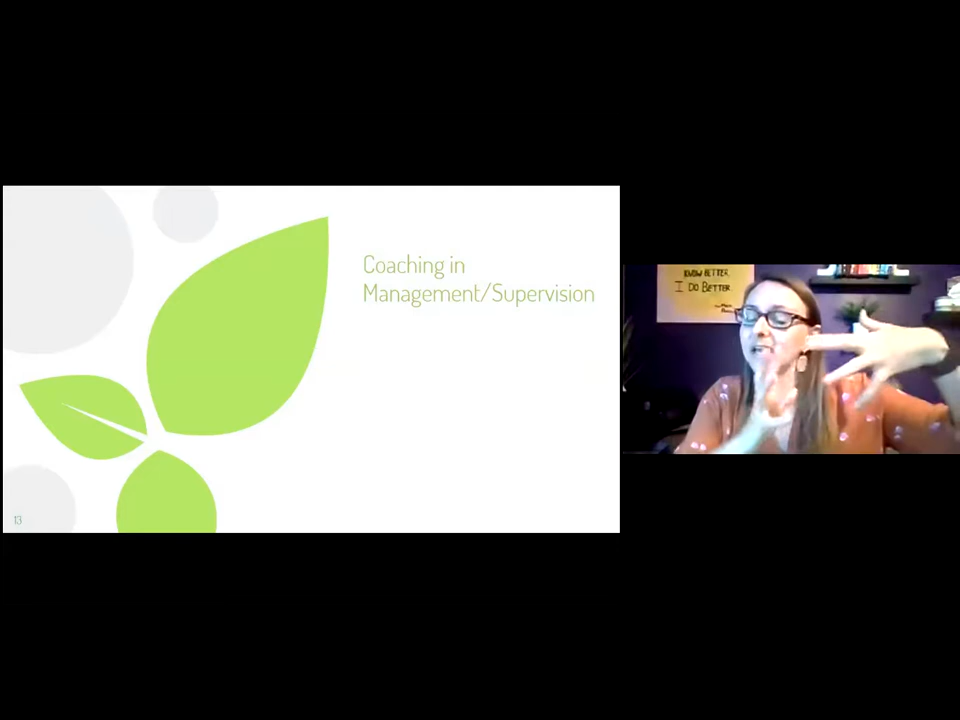 Coaching in
Management/Supervision
13
KNOW BETTER,
I DO BETTER